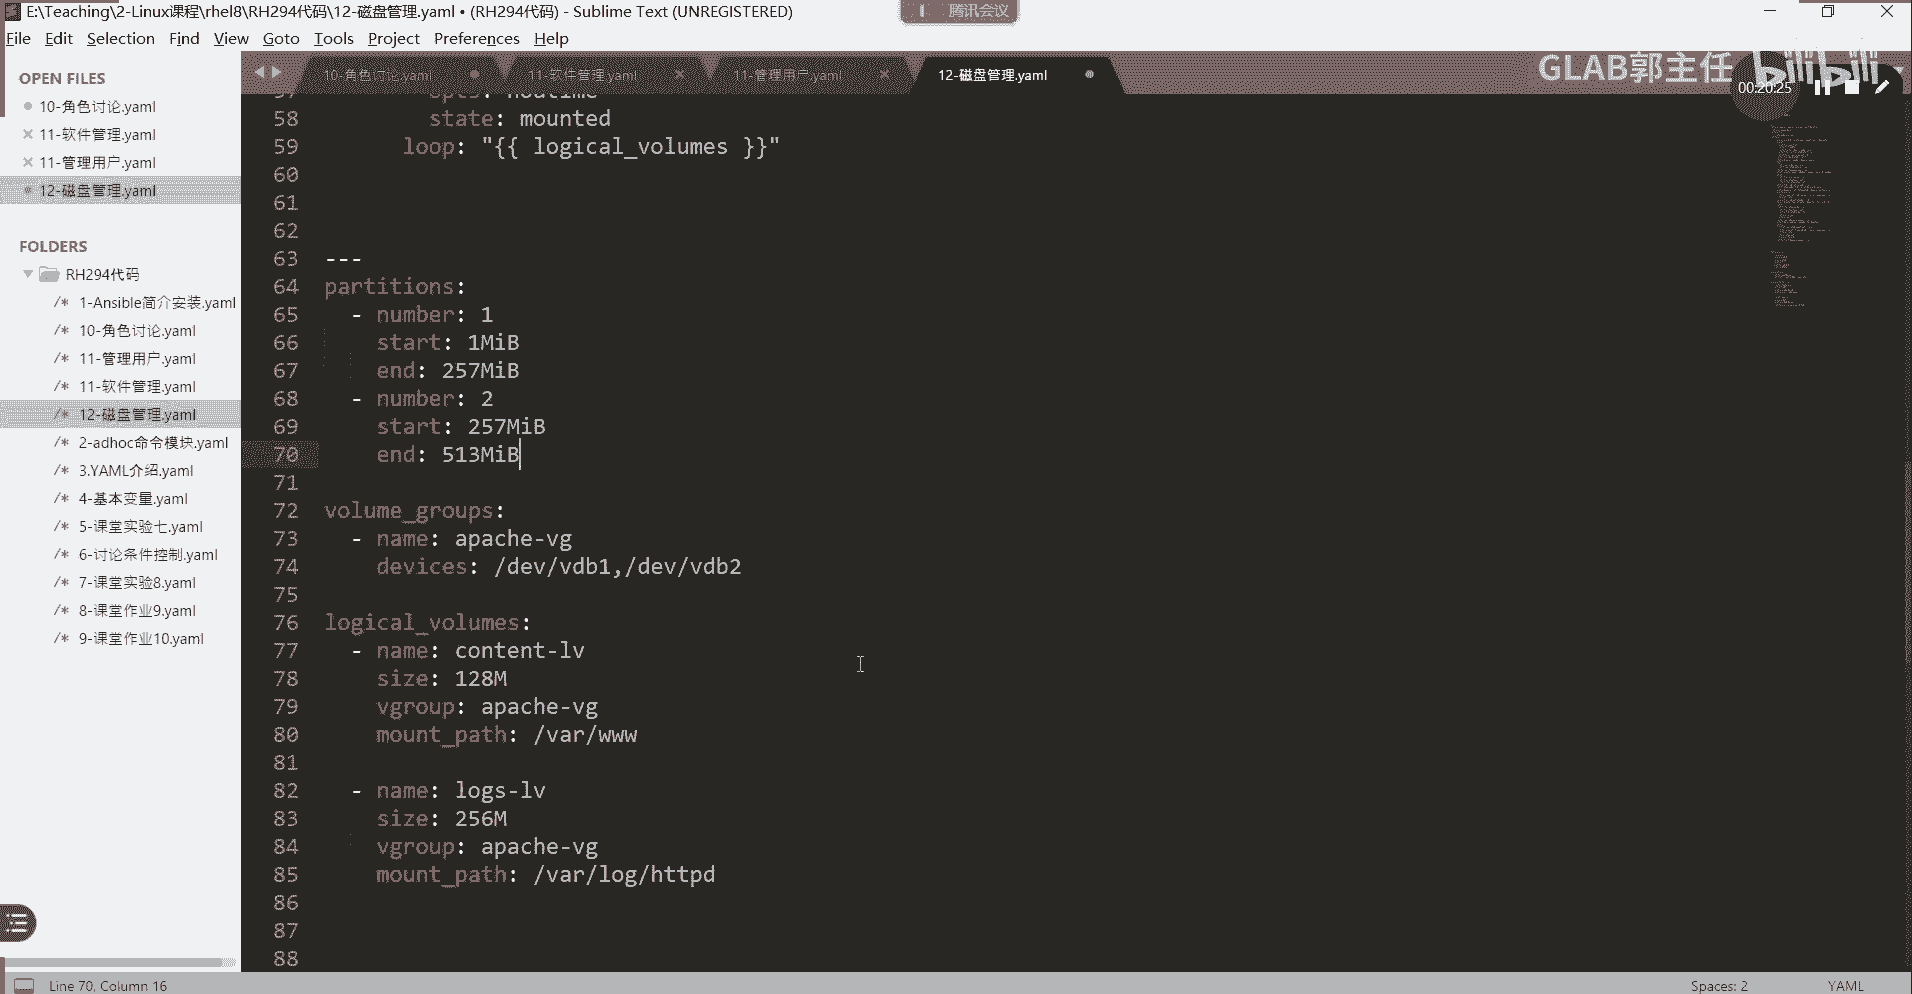 E:\Teaching\2-Linux课程\rhel8\RH294代码\12-磁盘管理.yaml • (RH294代码) - Sublime Text (UNREGISTERED)
腾讯会议
File Edit Selection Find View Goto Tools Project Preferences Help
GLAB郭主任 bilibili
00:20:25
OPEN FILES
10-角色讨论.yaml
11-软件管理.yaml
11-管理用户.yaml
12-磁盘管理.yaml
FOLDERS
RH294代码
/* 1-Ansible简介安装.yaml
/* 10-角色讨论.yaml
/* 11-管理用户.yaml
/* 11-软件管理.yaml
/* 12-磁盘管理.yaml
/* 2-adhoc命令模块.yaml
/* 3.YAML介绍.yaml
/* 4-基本变量.yaml
/* 5-课堂实验七.yaml
/* 6-讨论条件控制.yaml
/* 7-课堂实验8.yaml
/* 8-课堂作业9.yaml
/* 9-课堂作业10.yaml
10-角色讨论.yaml 11-软件管理.yaml 11-管理用户.yaml 12-磁盘管理.yaml
57 opts: noatime
58 state: mounted
59 loop: "{{ logical_volumes }}"
60
61
62
63 ---
64 partitions:
65 - number: 1
66 start: 1MiB
67 end: 257MiB
68 - number: 2
69 start: 257MiB
70 end: 513MiB
71
72 volume_groups:
73 - name: apache-vg
74 devices: /dev/vdb1,/dev/vdb2
75
76 logical_volumes:
77 - name: content-lv
78 size: 128M
79 vgroup: apache-vg
80 mount_path: /var/www
81
82 - name: logs-lv
83 size: 256M
84 vgroup: apache-vg
85 mount_path: /var/log/httpd
86
87
88
Line 70, Column 16 Spaces: 2 YAML